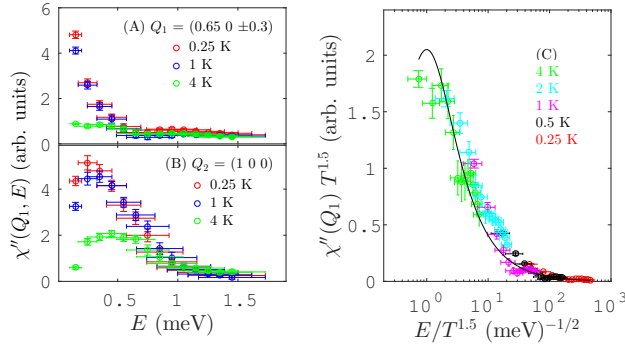 (A) Q₁ = (0.65 0 ±0.3)
0.25 K
1 K
4 K
6
4
2
0
(B) Q₂ = (1 0 0)
0.25 K
1 K
4 K
4
2
0
χ′′(Q₁, E) (arb. units)
0.5 1 1.5
E (meV)
(C)
4 K
2 K
1 K
0.5 K
0.25 K
2
1.5
1
0.5
0
χ′′(Q₁) T^1.5 (arb. units)
10⁰ 10¹ 10² 10³
E/T^1.5 (meV)^−1/2